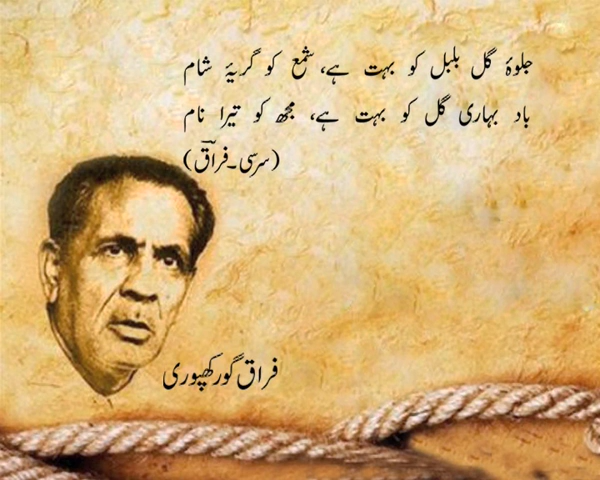 جلوۂ گل بلبل کو بہت ہے، شمع کو گریۂ شام
باد بہاری گل کو بہت ہے، مجھ کو تیرا نام
(سرسی۔فراقؔ)
فراق گورکھپوری